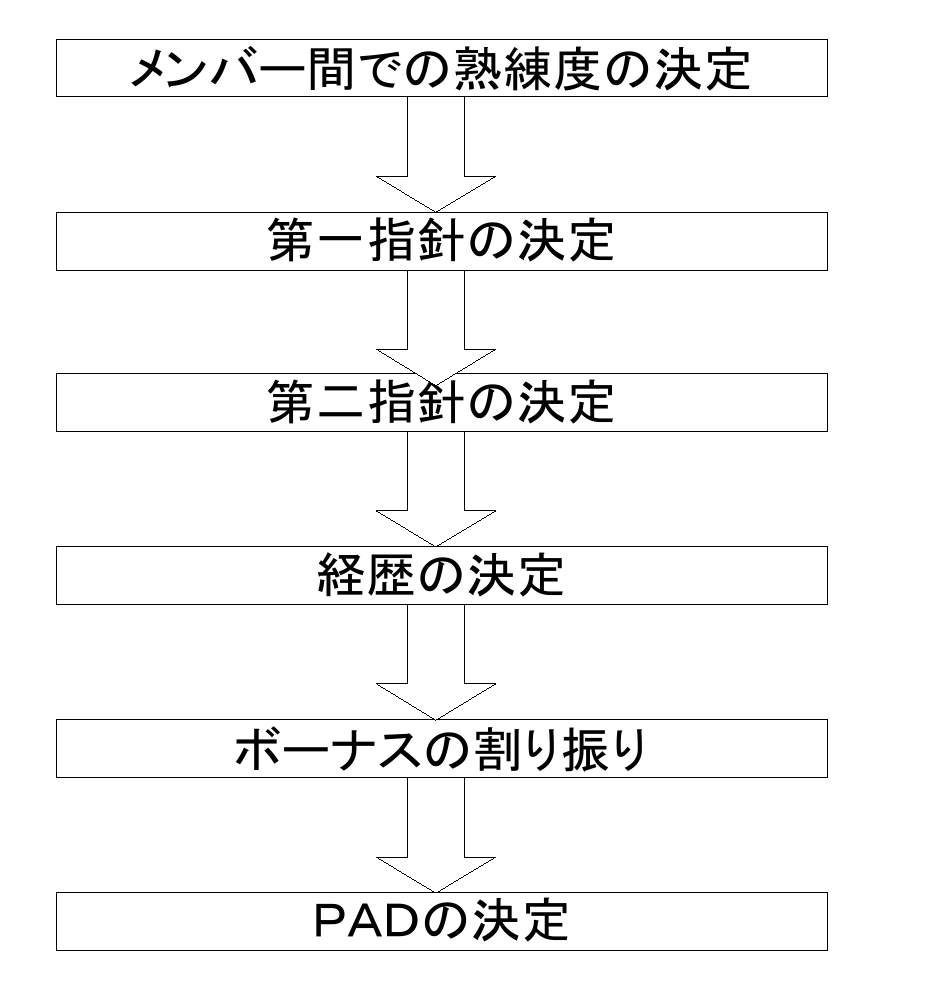 メンバー間での熟練度の決定
第一指針の決定
第二指針の決定
経歴の決定
ボーナスの割り振り
PADの決定